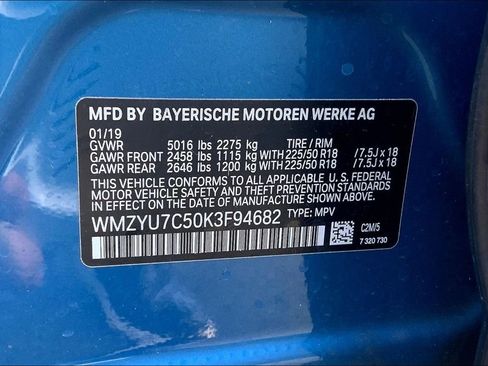 MFD BY BAYERISCHE MOTOREN WERKE AG
01/19
GVWR 5016 lbs 2275 kg TIRE / RIM
GAWR FRONT 2458 lbs 1115 kg WITH 225/50 R18 /7.5J x 18
GAWR REAR 2646 lbs 1200 kg WITH 225/50 R18 /7.5J x 18
THIS VEHICLE CONFORMS TO ALL APPLICABLE U.S. FEDERAL
MOTOR VEHICLE SAFETY AND THEFT PREVENTION STANDARDS
IN EFFECT ON THE DATE OF MANUFACTURE SHOWN ABOVE.
WMZYU7C50K3F94682 TYPE: MPV
C2M/5
7 320 730